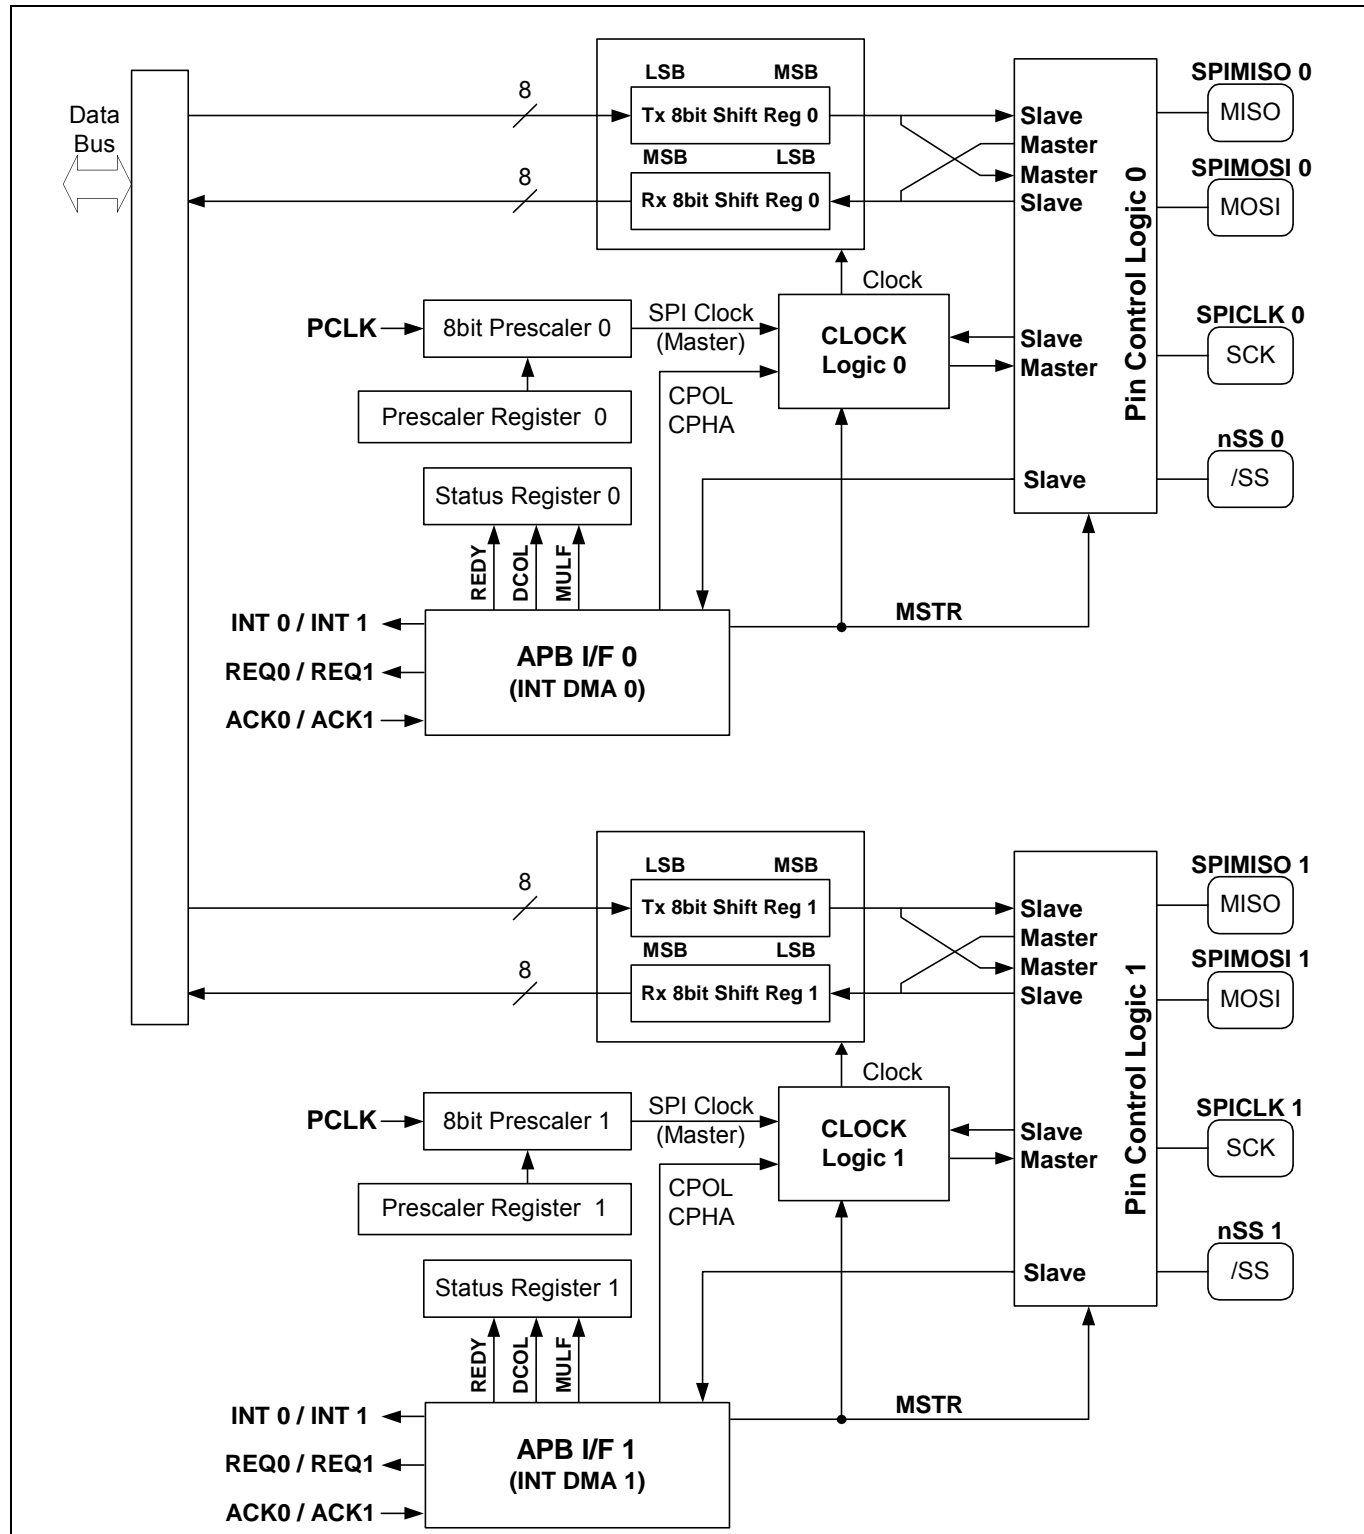 Data
Bus
8
8
LSB MSB
Tx 8bit Shift Reg 0
MSB LSB
Rx 8bit Shift Reg 0
Slave
Master
Master
Slave
Pin Control Logic 0
SPIMISO 0
MISO
SPIMOSI 0
MOSI
Clock
PCLK
8bit Prescaler 0
SPI Clock
(Master)
CLOCK
Logic 0
Slave
Master
SPICLK 0
SCK
Prescaler Register 0
CPOL
CPHA
nSS 0
/SS
Status Register 0
Slave
REDY
DCOL
MULF
INT 0 / INT 1
REQ0 / REQ1
ACK0 / ACK1
APB I/F 0
(INT DMA 0)
MSTR
8
8
LSB MSB
Tx 8bit Shift Reg 1
MSB LSB
Rx 8bit Shift Reg 1
Slave
Master
Master
Slave
Pin Control Logic 1
SPIMISO 1
MISO
SPIMOSI 1
MOSI
Clock
PCLK
8bit Prescaler 1
SPI Clock
(Master)
CLOCK
Logic 1
Slave
Master
SPICLK 1
SCK
Prescaler Register 1
CPOL
CPHA
nSS 1
/SS
Status Register 1
Slave
REDY
DCOL
MULF
INT 0 / INT 1
REQ0 / REQ1
ACK0 / ACK1
APB I/F 1
(INT DMA 1)
MSTR